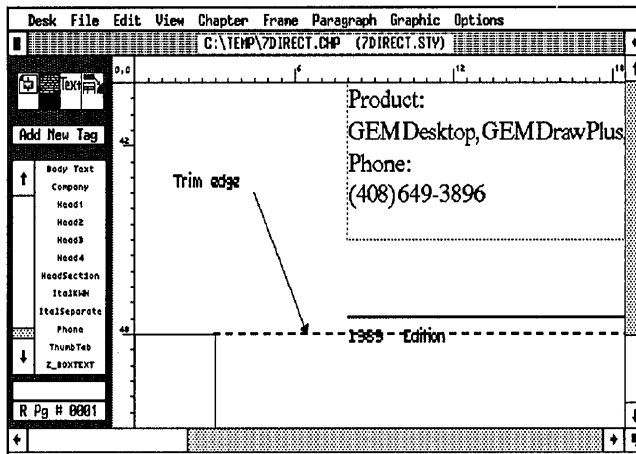 Desk File Edit View Chapter Frame Paragraph Graphic Options
C:\TEMP\7DIRECT.CHP (7DIRECT.STY)
Text
0,0
6
12
18
Add New Tag
Body Text
Company
Head1
Head2
Head3
Head4
HeadSection
ItalKWN
ItalSeparate
Phone
ThumbTab
Z_BOXTEXT
R Pg # 0001
42
48
Product:
GEM Desktop, GEM Draw Plus,
Phone:
(408) 649-3896
Trim edge
1989 Edition